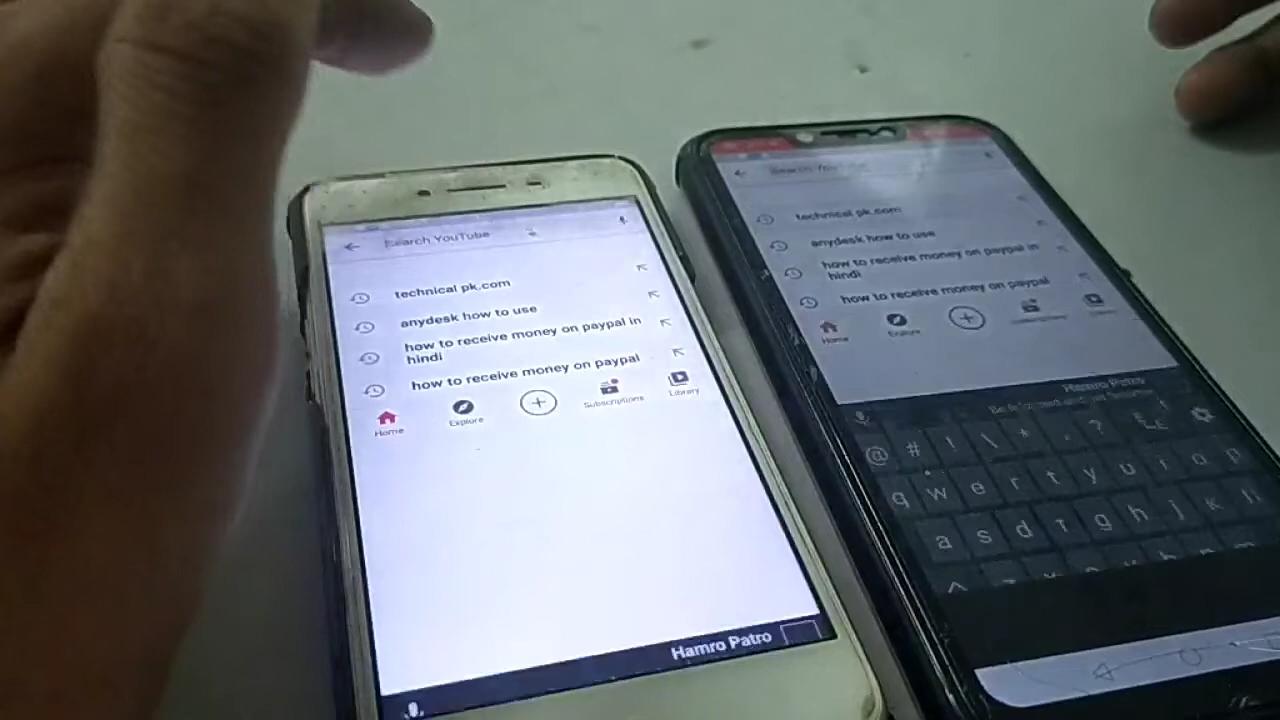 Search YouTube
technical pk.com
anydesk how to use
how to receive money on paypal in
hindi
how to receive money on paypal
Home
Explore
Subscriptions
Library
Hamro Patro
technical pk.com
anydesk how to use
how to receive money on paypal in
hindi
how to receive money on paypal
Home
Explore
Hamro Patro
@ # ! \ * . ?
q w e r t y u i o p
a s d f g h j k l